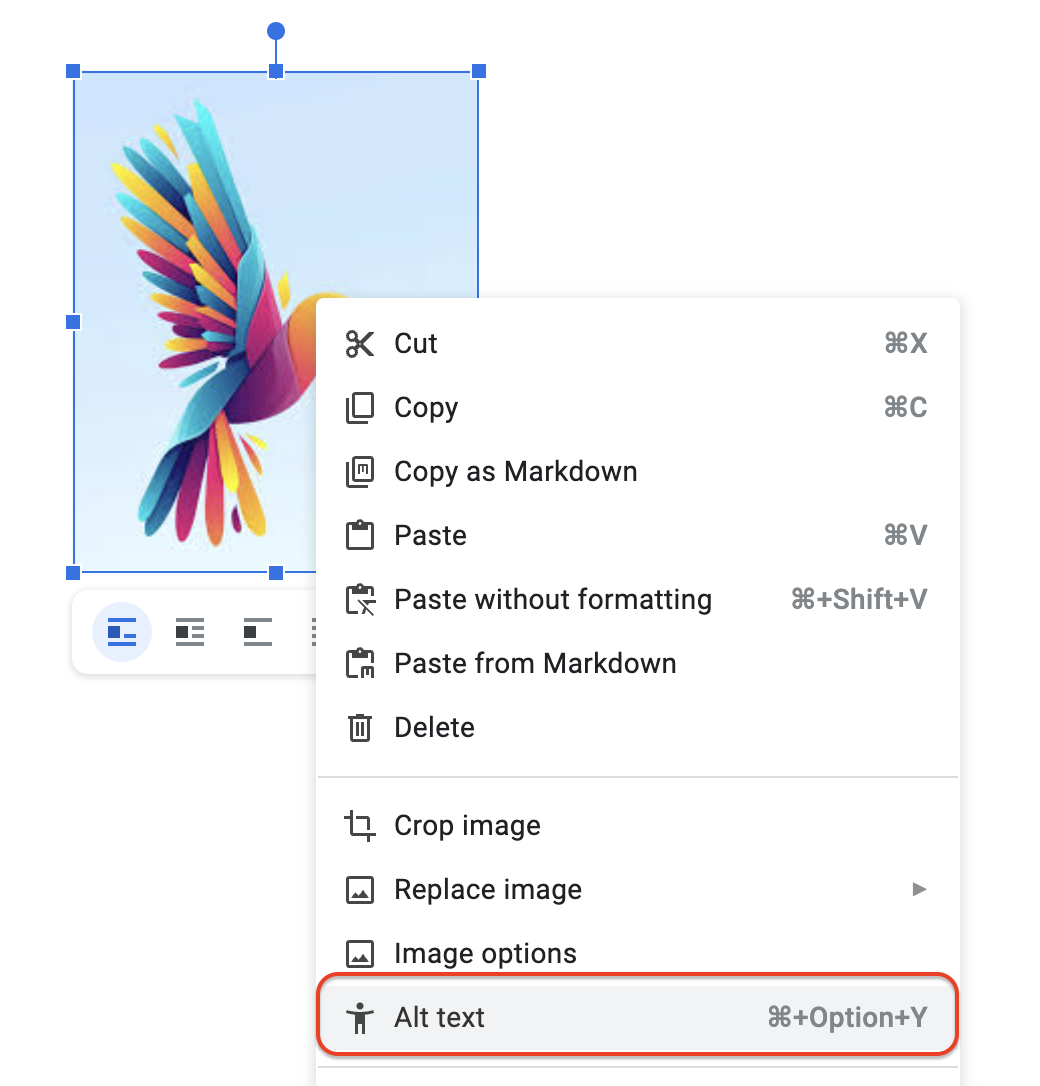 Cut ⌘X
Copy ⌘C
Copy as Markdown
Paste ⌘V
Paste without formatting ⌘+Shift+V
Paste from Markdown
Delete
Crop image
Replace image
Image options
Alt text ⌘+Option+Y